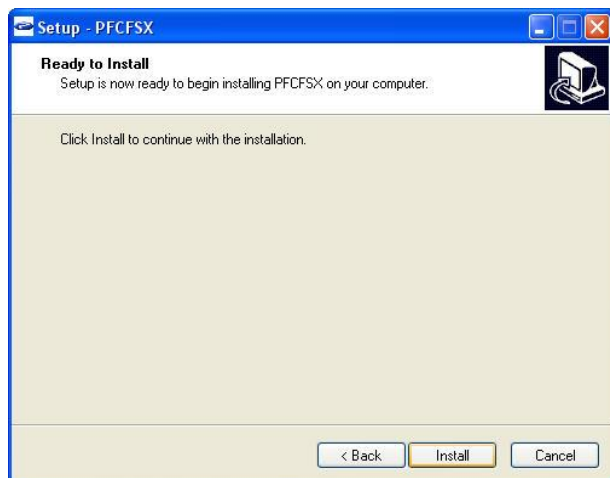 Setup - PFCFSX
Ready to Install
Setup is now ready to begin installing PFCFSX on your computer.
Click Install to continue with the installation.
< Back Install Cancel